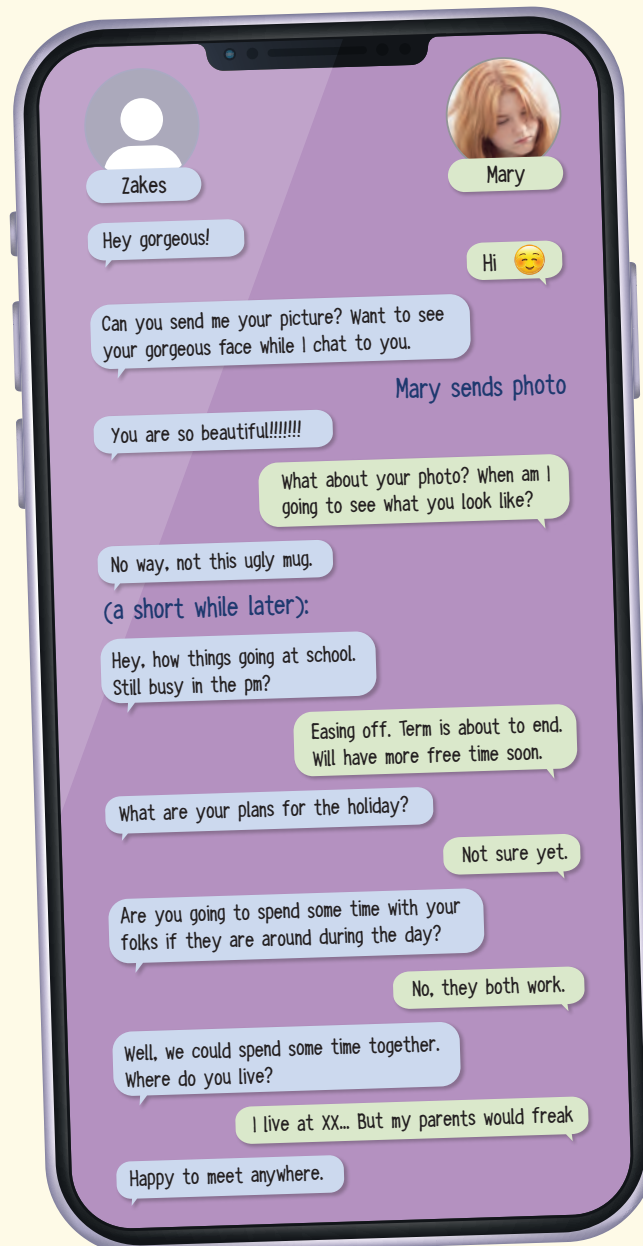 Zakes
Mary
Hey gorgeous!
Hi ☺️
Can you send me your picture? Want to see
your gorgeous face while I chat to you.
Mary sends photo
You are so beautiful!!!!!!!
What about your photo? When am I
going to see what you look like?
No way, not this ugly mug.
(a short while later):
Hey, how things going at school.
Still busy in the pm?
Easing off. Term is about to end.
Will have more free time soon.
What are your plans for the holiday?
Not sure yet.
Are you going to spend some time with your
folks if they are around during the day?
No, they both work.
Well, we could spend some time together.
Where do you live?
I live at XX... But my parents would freak
Happy to meet anywhere.